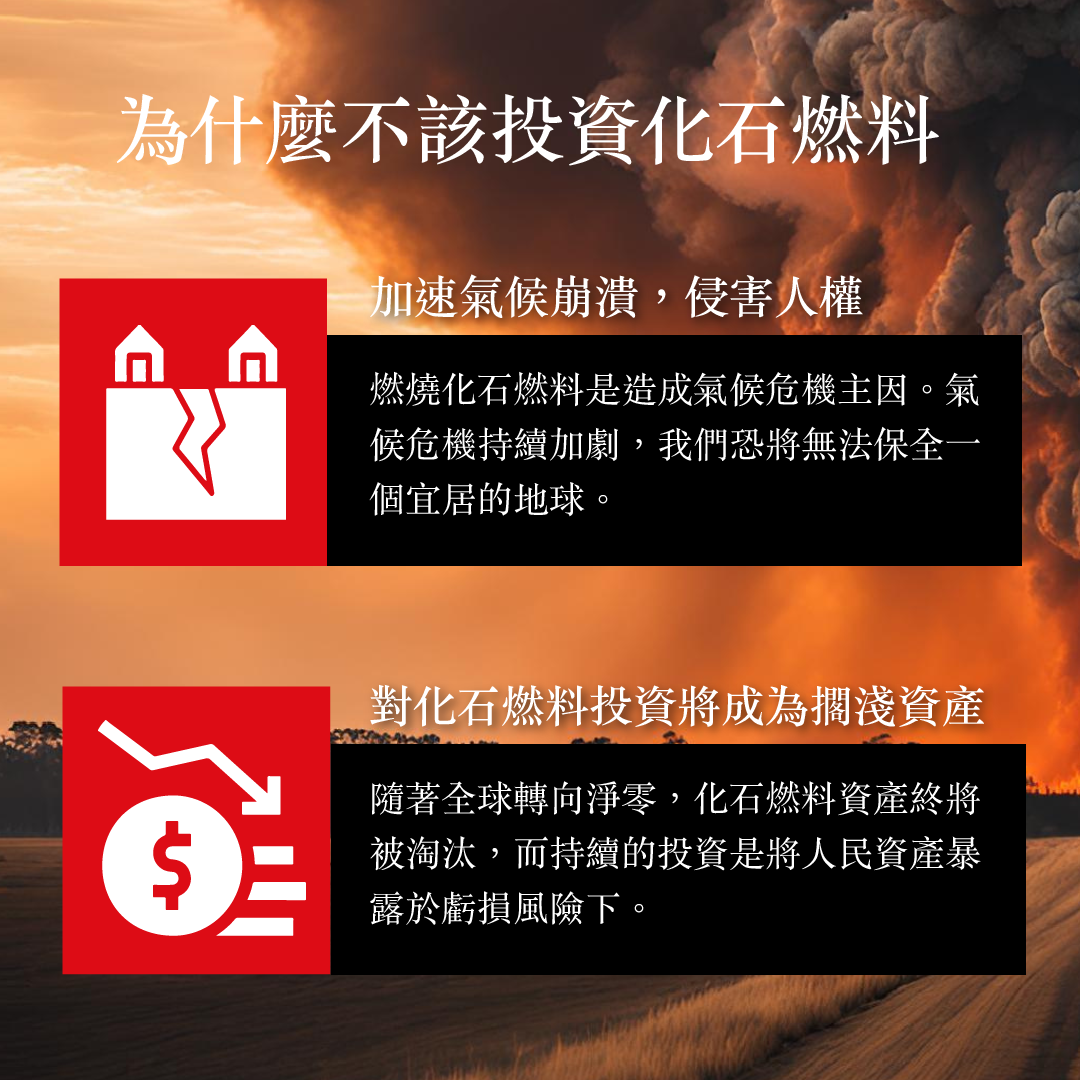 為什麼不該投資化石燃料
加速氣候崩潰，侵害人權
燃燒化石燃料是造成氣候危機主因。氣
候危機持續加劇，我們恐將無法保全一
個宜居的地球。
對化石燃料投資將成為擱淺資產
隨著全球轉向淨零，化石燃料資產終將
被淘汰，而持續的投資是將人民資產暴
露於虧損風險下。
$